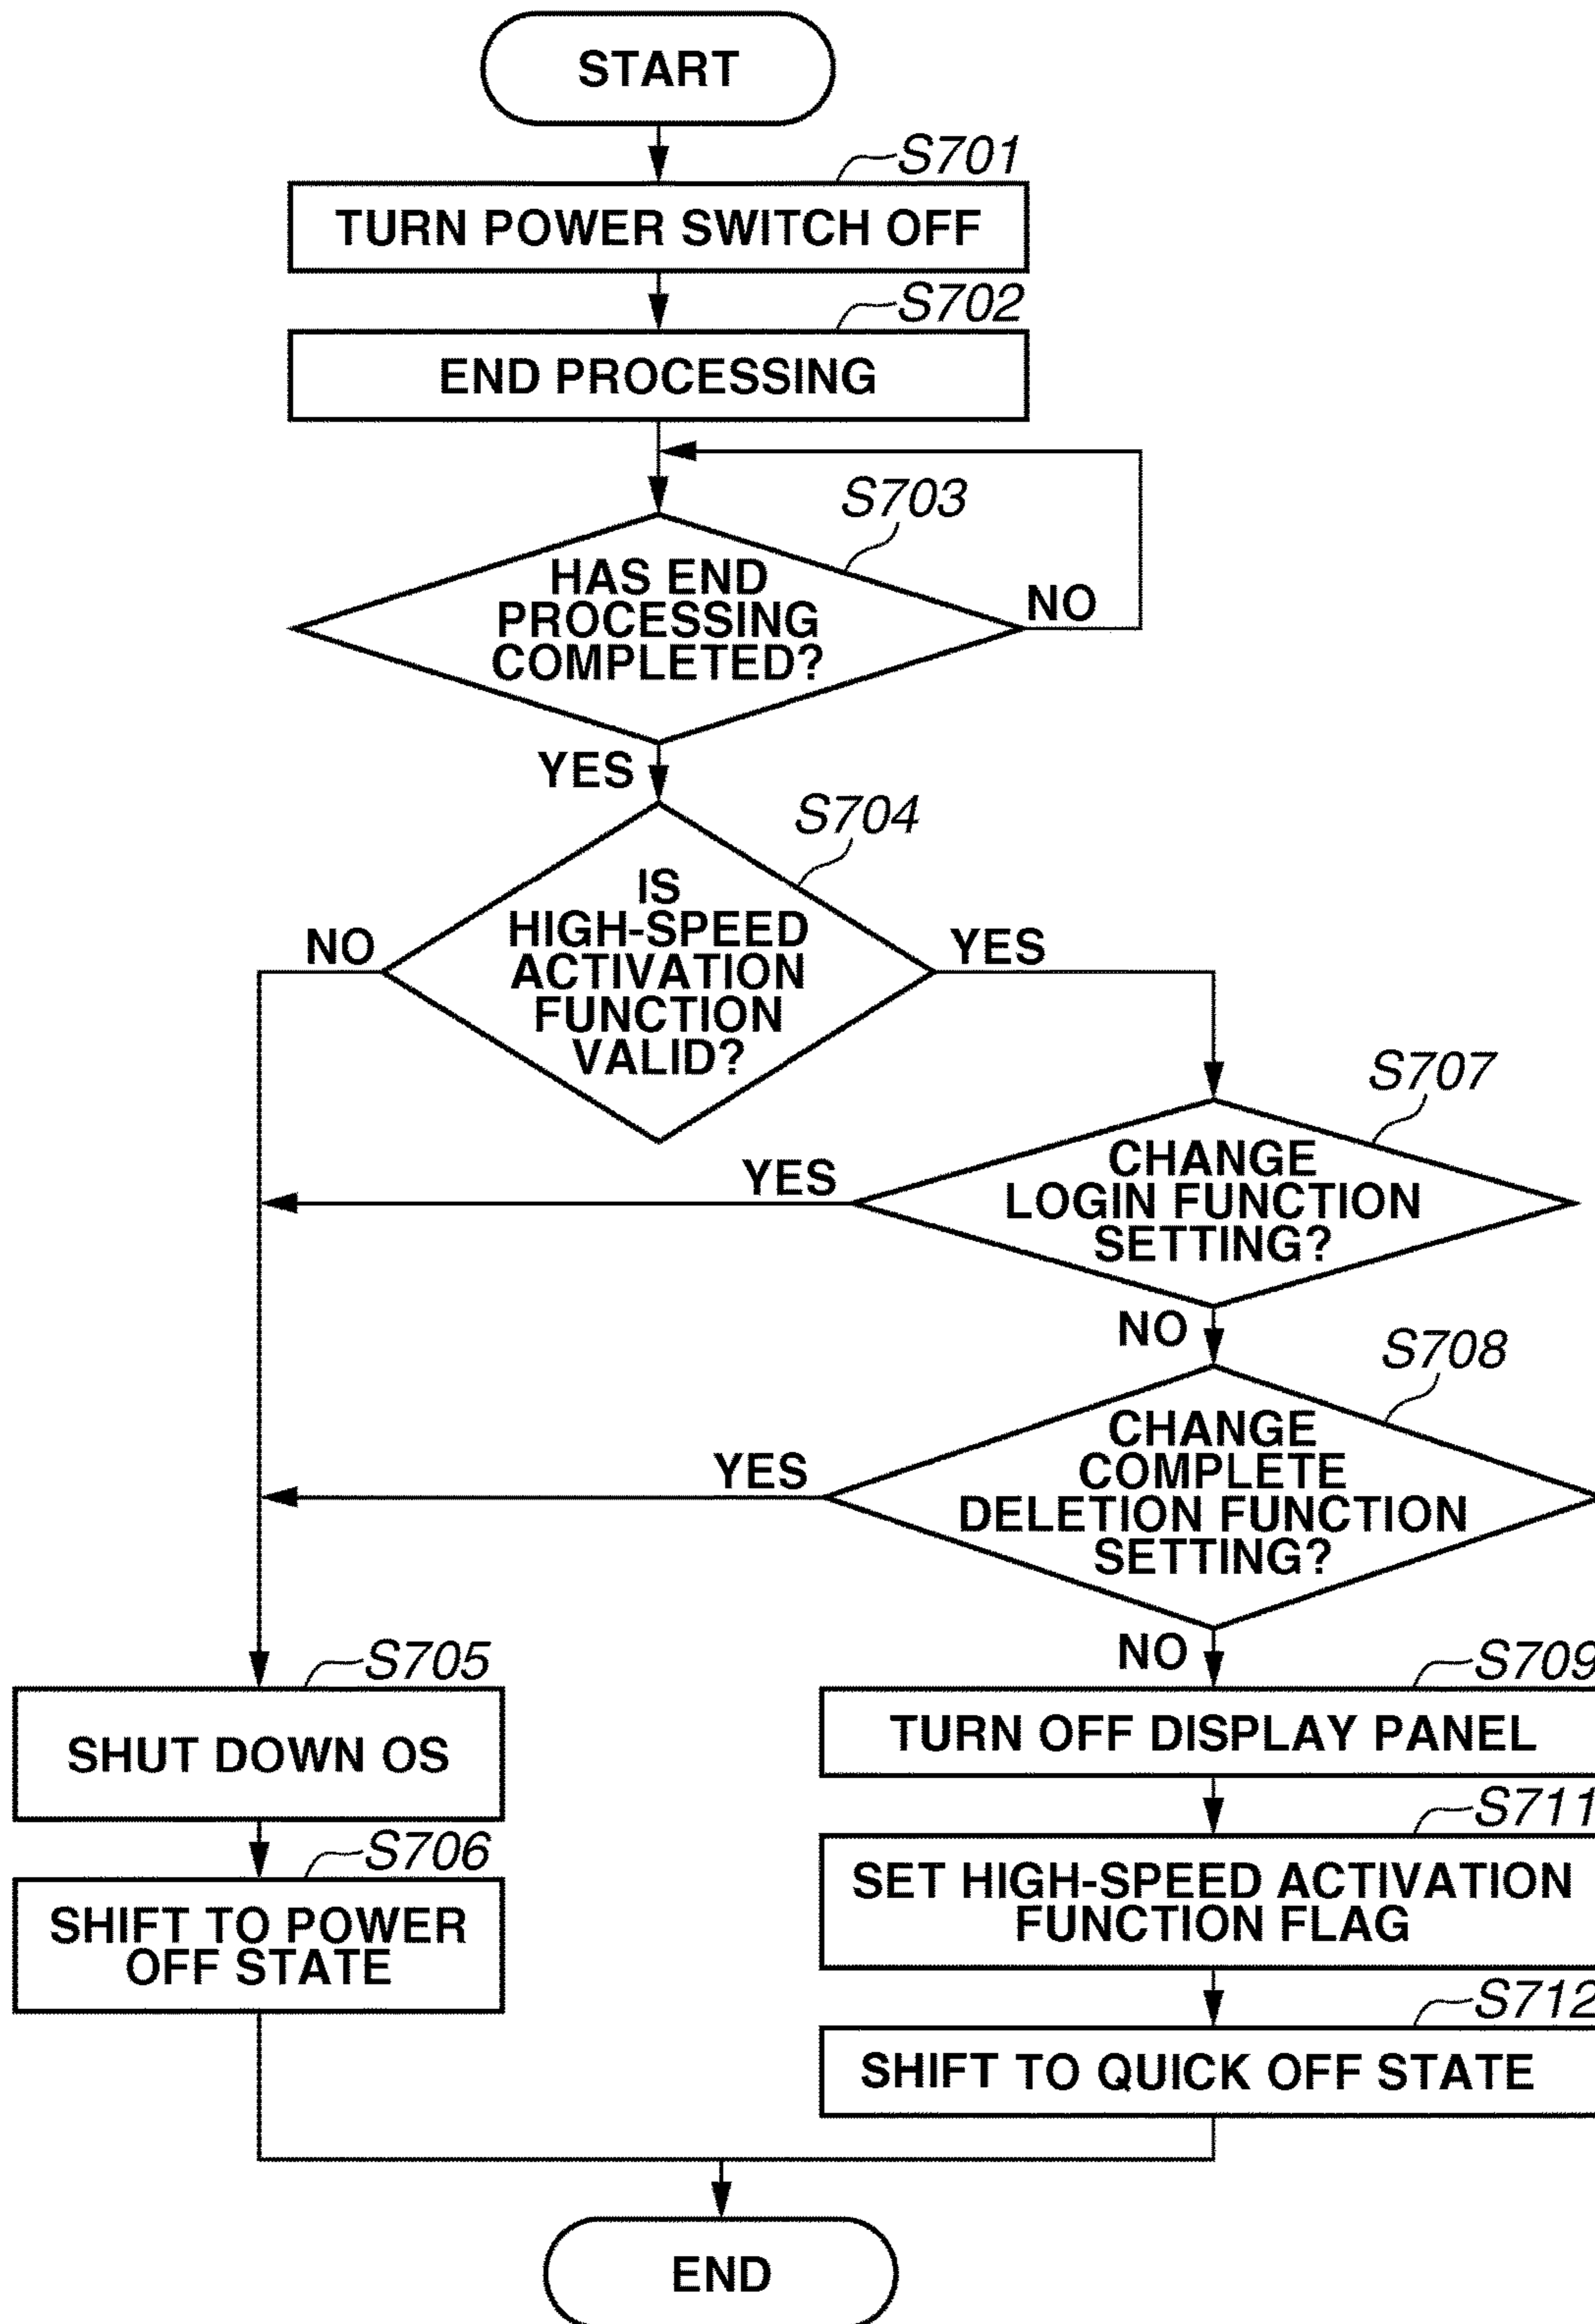 START
S701
TURN POWER SWITCH OFF
S702
END PROCESSING
S703
HAS END
PROCESSING
COMPLETED?
NO
YES
S704
IS
HIGH-SPEED
ACTIVATION
FUNCTION
VALID?
NO
YES
S707
CHANGE
LOGIN FUNCTION
SETTING?
YES
NO
S708
CHANGE
COMPLETE
DELETION FUNCTION
SETTING?
YES
NO
S705
SHUT DOWN OS
S706
SHIFT TO POWER
OFF STATE
S709
TURN OFF DISPLAY PANEL
S711
SET HIGH-SPEED ACTIVATION
FUNCTION FLAG
S712
SHIFT TO QUICK OFF STATE
END